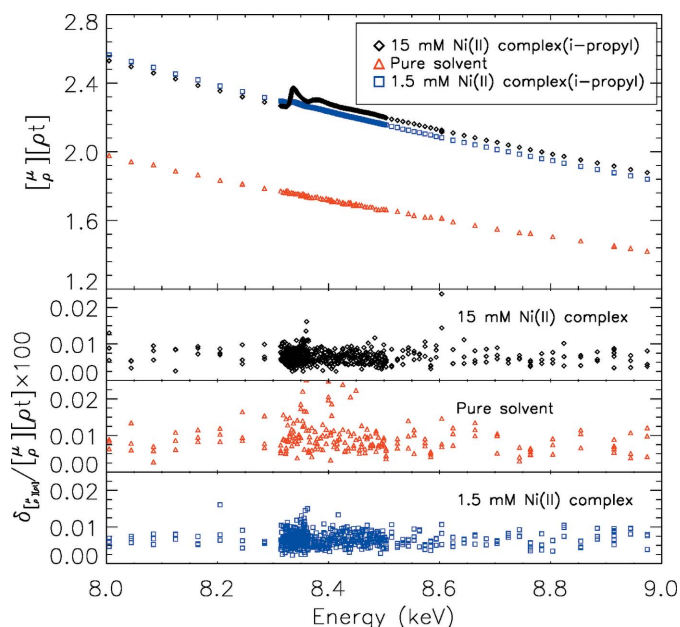 2.8
2.4
2.0
1.6
1.2
[μ/ρ][ρt]
15 mM Ni(II) complex(i-propyl)
Pure solvent
1.5 mM Ni(II) complex(i-propyl)
0.02
0.01
0.00
15 mM Ni(II) complex
0.02
0.01
0.00
Pure solvent
0.02
0.01
0.00
1.5 mM Ni(II) complex
δ[μ/ρ][ρt]/[μ/ρ][ρt]×100
8.0 8.2 8.4 8.6 8.8 9.0
Energy (keV)